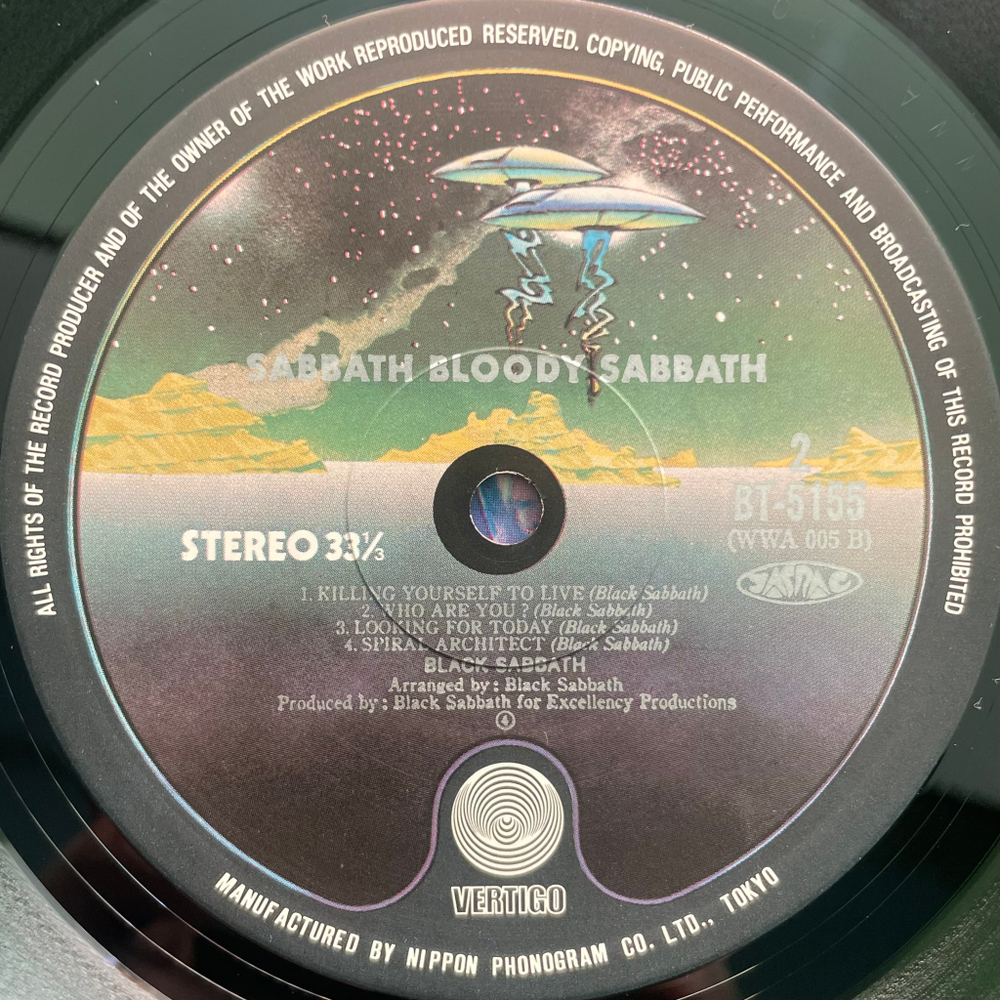 ALL RIGHTS OF THE RECORD PRODUCER AND OF THE OWNER OF THE WORK REPRODUCED RESERVED. COPYING, PUBLIC PERFORMANCE AND BROADCASTING OF THIS RECORD PROHIBITED
SABBATH BLOODY SABBATH
2
BT-5155
(WWA 005 B)
STEREO 33⅓
JASRAC
1. KILLING YOURSELF TO LIVE (Black Sabbath)
2. WHO ARE YOU ? (Black Sabbath)
3. LOOKING FOR TODAY (Black Sabbath)
4. SPIRAL ARCHITECT (Black Sabbath)
BLACK SABBATH
Arranged by : Black Sabbath
Produced by : Black Sabbath for Excellency Productions
④
VERTIGO
MANUFACTURED BY NIPPON PHONOGRAM CO. LTD., TOKYO